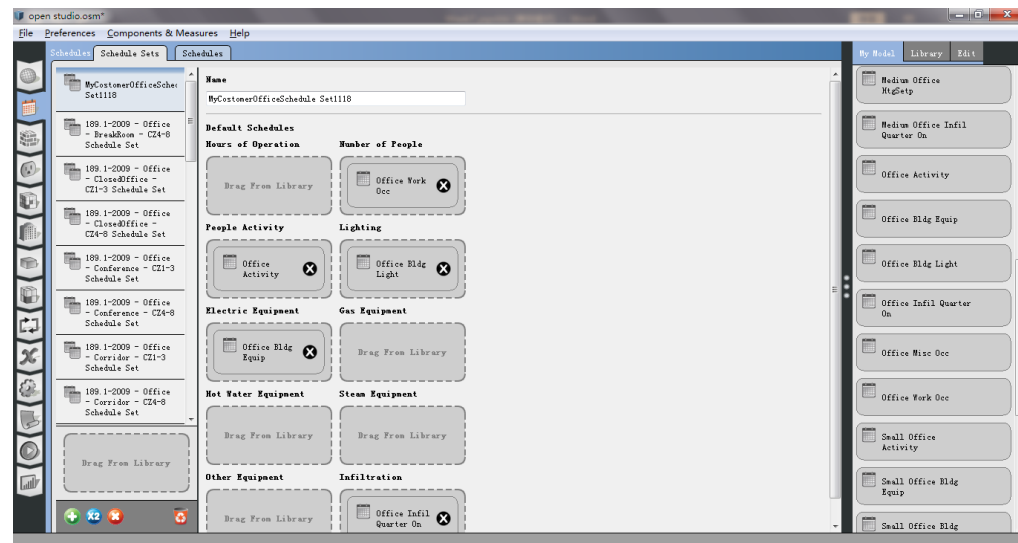 open studio.osm*
File Preferences Components & Measures Help
Schedules Schedule Sets Schedules
My Model Library Edit
MyCostomerOfficeSchec
Set1118
189.1-2009 - Office
- BreakRoom - CZ4-8
Schedule Set
189.1-2009 - Office
- ClosedOffice -
CZ1-3 Schedule Set
189.1-2009 - Office
- ClosedOffice -
CZ4-8 Schedule Set
189.1-2009 - Office
- Conference - CZ1-3
Schedule Set
189.1-2009 - Office
- Conference - CZ4-8
Schedule Set
189.1-2009 - Office
- Corridor - CZ1-3
Schedule Set
189.1-2009 - Office
- Corridor - CZ4-8
Schedule Set
Drag From Library
X2
Name
MyCostomerOfficeSchedule Set1118
Default Schedules
Hours of Operation Number of People
Drag From Library
Office Work
Occ
People Activity Lighting
Office
Activity
Office Bldg
Light
Electric Equipment Gas Equipment
Office Bldg
Equip
Drag From Library
Hot Water Equipment Steam Equipment
Drag From Library Drag From Library
Other Equipment Infiltration
Drag From Library
Office Infil
Quarter On
Medium Office
HtgSetp
Medium Office Infil
Quarter On
Office Activity
Office Bldg Equip
Office Bldg Light
Office Infil Quarter
On
Office Misc Occ
Office Work Occ
Small Office
Activity
Small Office Bldg
Equip
Small Office Bldg